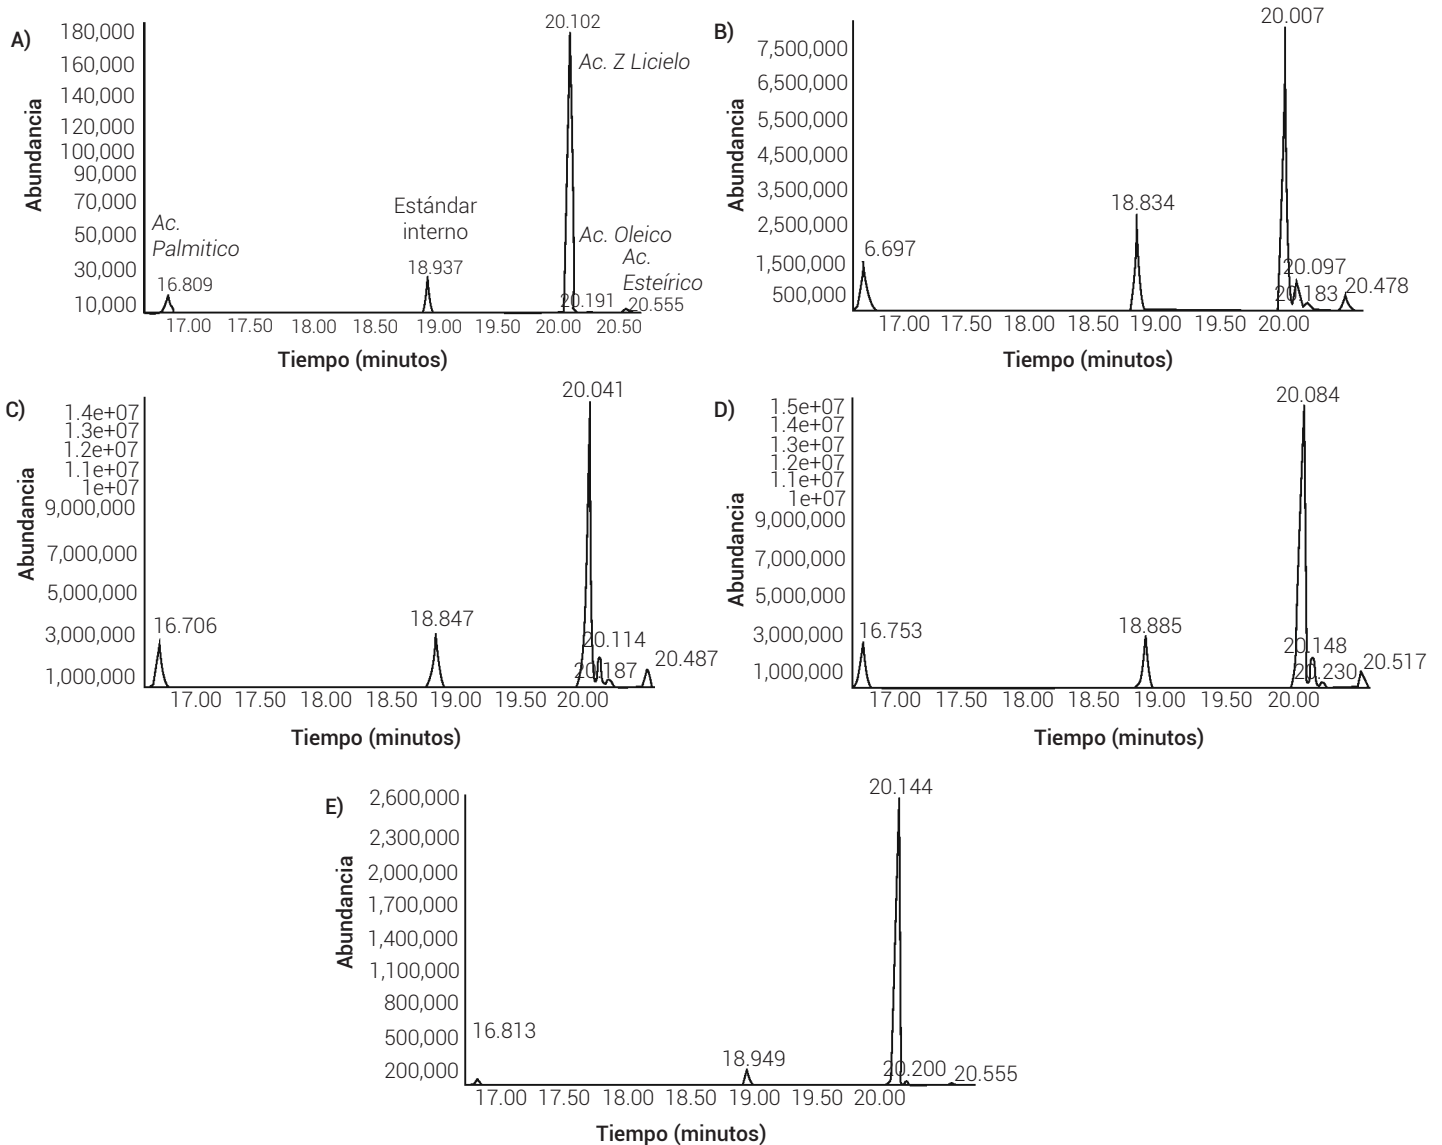 A)
Abundancia
180,000
160,000
140,000
120,000
100,000
90,000
70,000
50,000
30,000
10,000
20.102
Ac. Z Licielo
Ac.
Palmitico
16.809
Estándar
interno
18.937
Ac. Oleico
Ac.
Esteírico
20.191
20.555
17.00 17.50 18.00 18.50 19.00 19.50 20.00 20.50
Tiempo (minutos)
B)
Abundancia
7,500,000
6,500,000
5,500,000
4,500,000
3,500,000
2,500,000
1,500,000
500,000
20.007
18.834
6.697
20.097
20.183
20.478
17.00 17.50 18.00 18.50 19.00 19.50 20.00
Tiempo (minutos)
C)
Abundancia
1.4e+07
1.3e+07
1.2e+07
1.1e+07
1e+07
9,000,000
7,000,000
5,000,000
3,000,000
1,000,000
20.041
16.706
18.847
20.114
20.187
20.487
17.00 17.50 18.00 18.50 19.00 19.50 20.00
Tiempo (minutos)
D)
Abundancia
1.5e+07
1.4e+07
1.3e+07
1.2e+07
1.1e+07
1e+07
9,000,000
7,000,000
5,000,000
3,000,000
1,000,000
20.084
16.753
18.885
20.148
20.230
20.517
17.00 17.50 18.00 18.50 19.00 19.50 20.00
Tiempo (minutos)
E)
Abundancia
2,600,000
2,300,000
2,000,000
1,700,000
1,400,000
1,100,000
800,000
500,000
200,000
20.144
16.813
18.949
20.200
20.555
17.00 17.50 18.00 18.50 19.00 19.50 20.00
Tiempo (minutos)